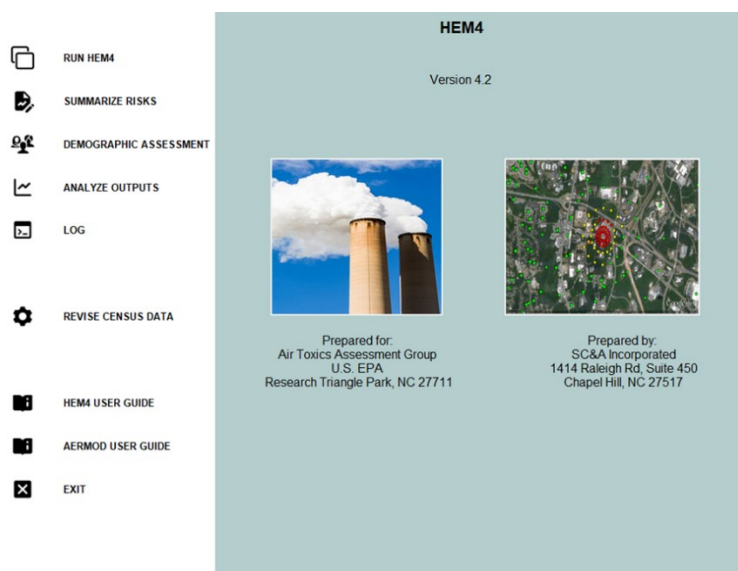 RUN HEM4
SUMMARIZE RISKS
DEMOGRAPHIC ASSESSMENT
ANALYZE OUTPUTS
LOG
REVISE CENSUS DATA
HEM4 USER GUIDE
AERMOD USER GUIDE
EXIT
HEM4
Version 4.2
Prepared for:
Air Toxics Assessment Group
U.S. EPA
Research Triangle Park, NC 27711
Prepared by:
SC&A Incorporated
1414 Raleigh Rd, Suite 450
Chapel Hill, NC 27517